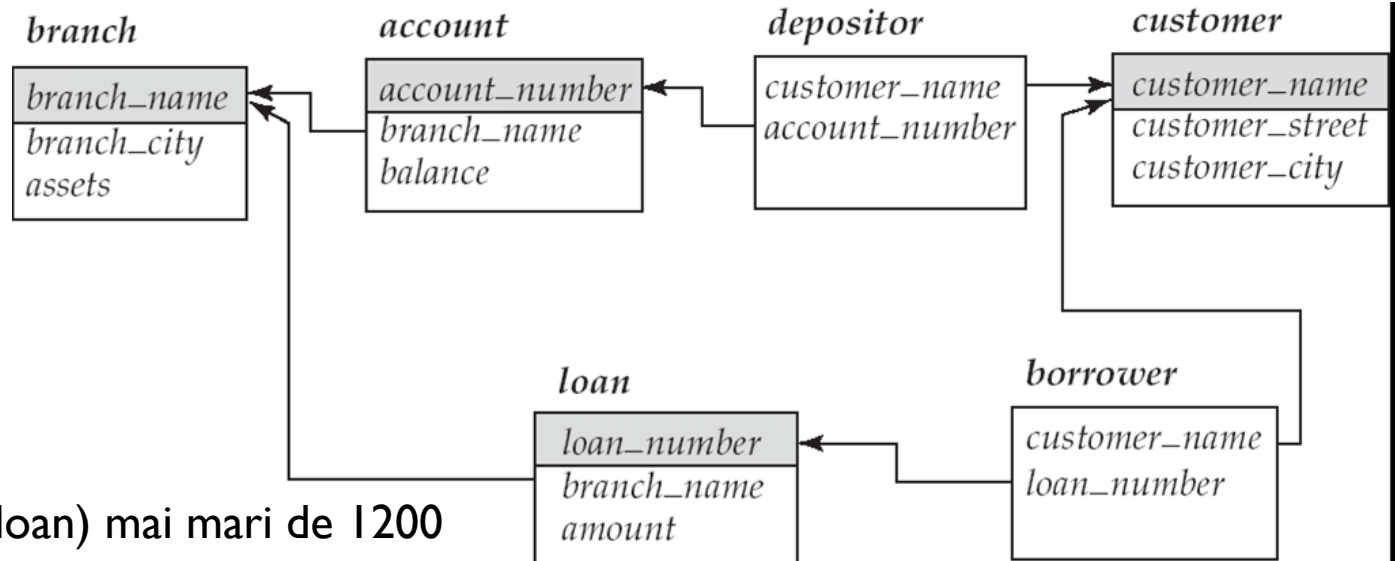 branch
branch_name
branch_city
assets
account
account_number
branch_name
balance
depositor
customer_name
account_number
customer
customer_name
customer_street
customer_city
loan
loan_number
branch_name
amount
borrower
customer_name
loan_number
loan) mai mari de 1200